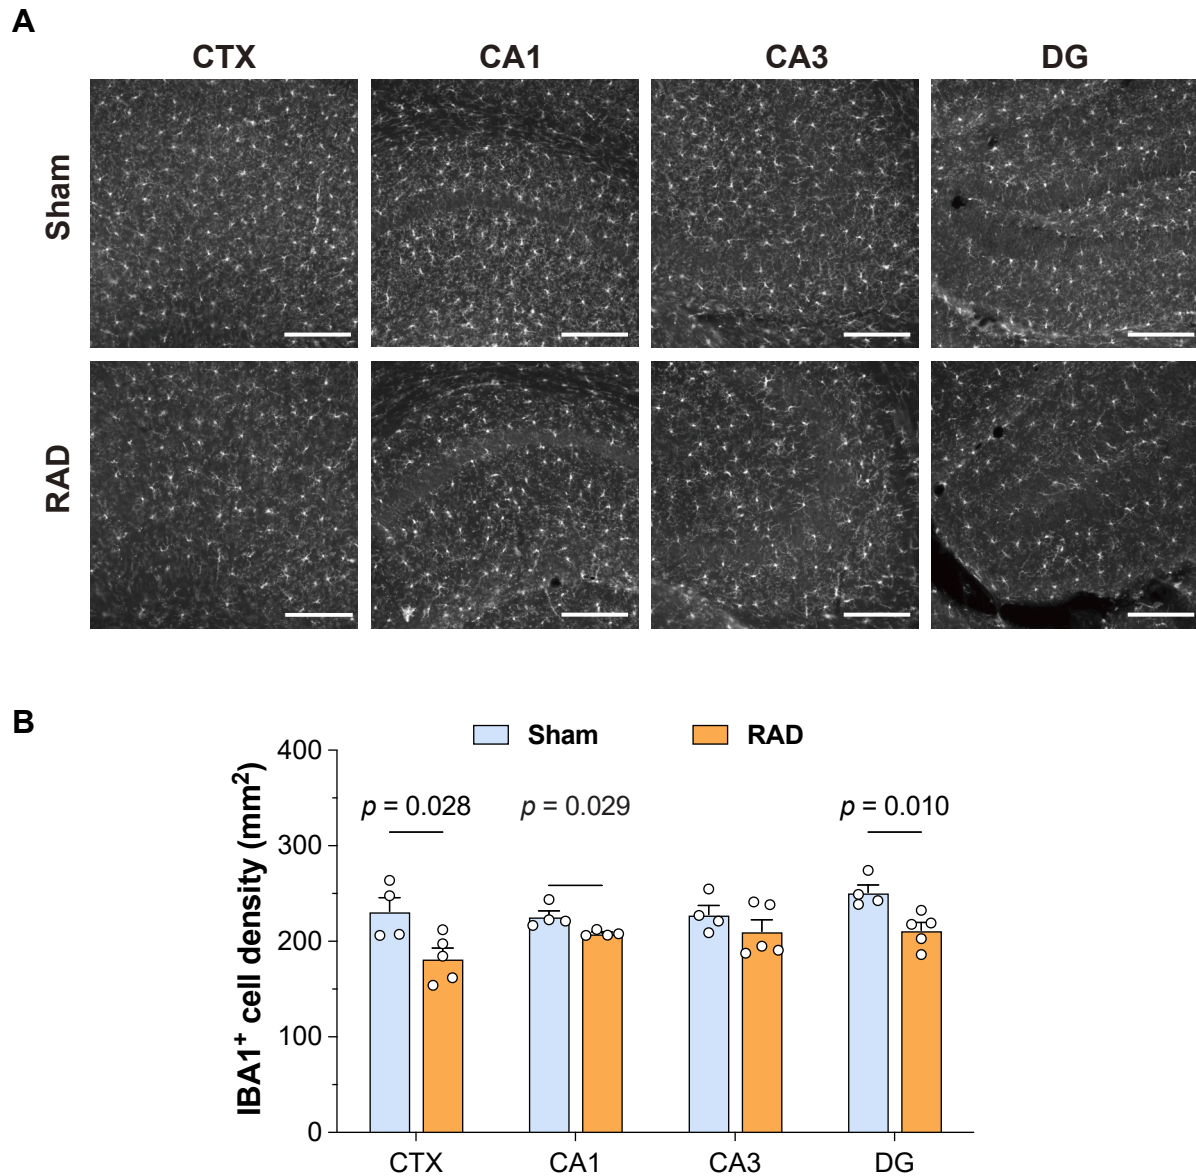 A
CTX CA1 CA3 DG
Sham
RAD
B
Sham RAD
IBA1⁺ cell density (mm²)
400
300
200
100
0
p = 0.028 p = 0.029 p = 0.010
CTX CA1 CA3 DG